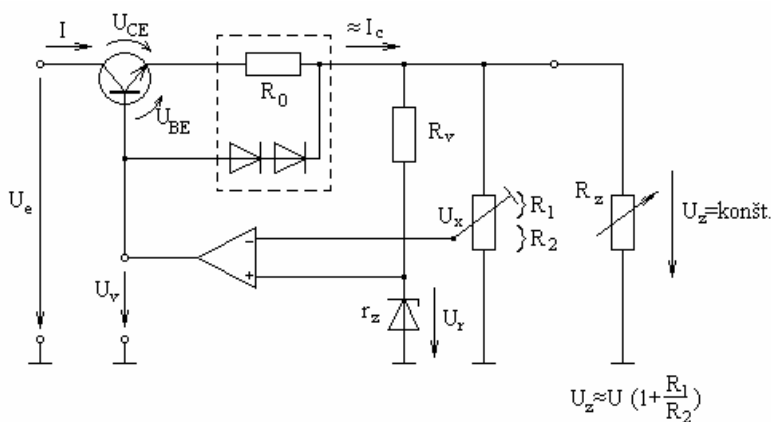 I
U_CE
≈I_c
R_0
U_BE
R_v
U_e
U_x
R_1
R_2
R_z
U_z=konšt.
-
+
U_v
r_z
U_r
U_z≈U (1+R_1/R_2)